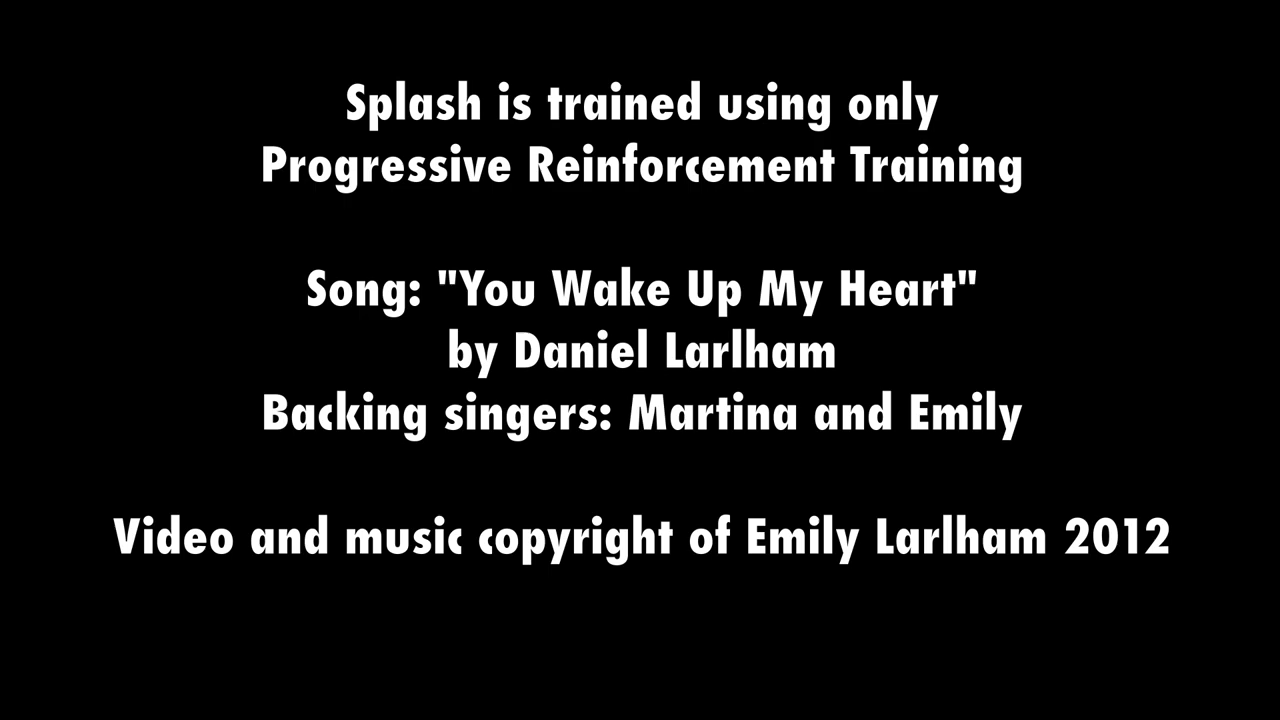 Splash is trained using only
Progressive Reinforcement Training
Song: "You Wake Up My Heart"
by Daniel Larlham
Backing singers: Martina and Emily
Video and music copyright of Emily Larlham 2012